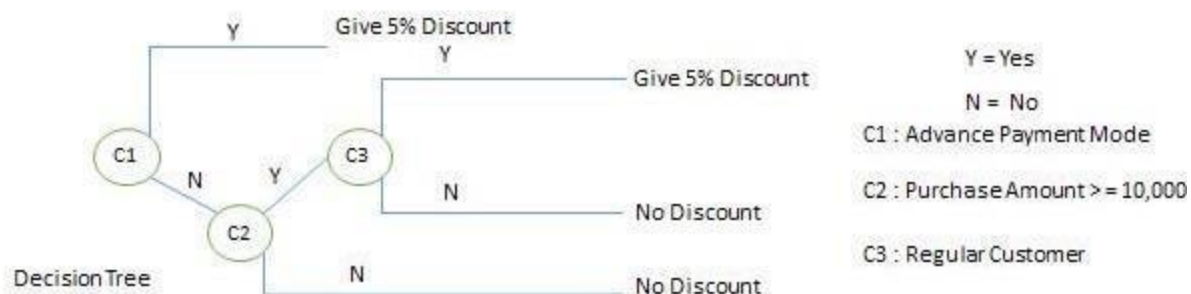 Y
Give 5% Discount
Y
Give 5% Discount
C1
C3
N
Y
N
No Discount
C2
N
No Discount
Decision Tree
Y = Yes
N = No
C1 : Advance Payment Mode
C2 : Purchase Amount >= 10,000
C3 : Regular Customer